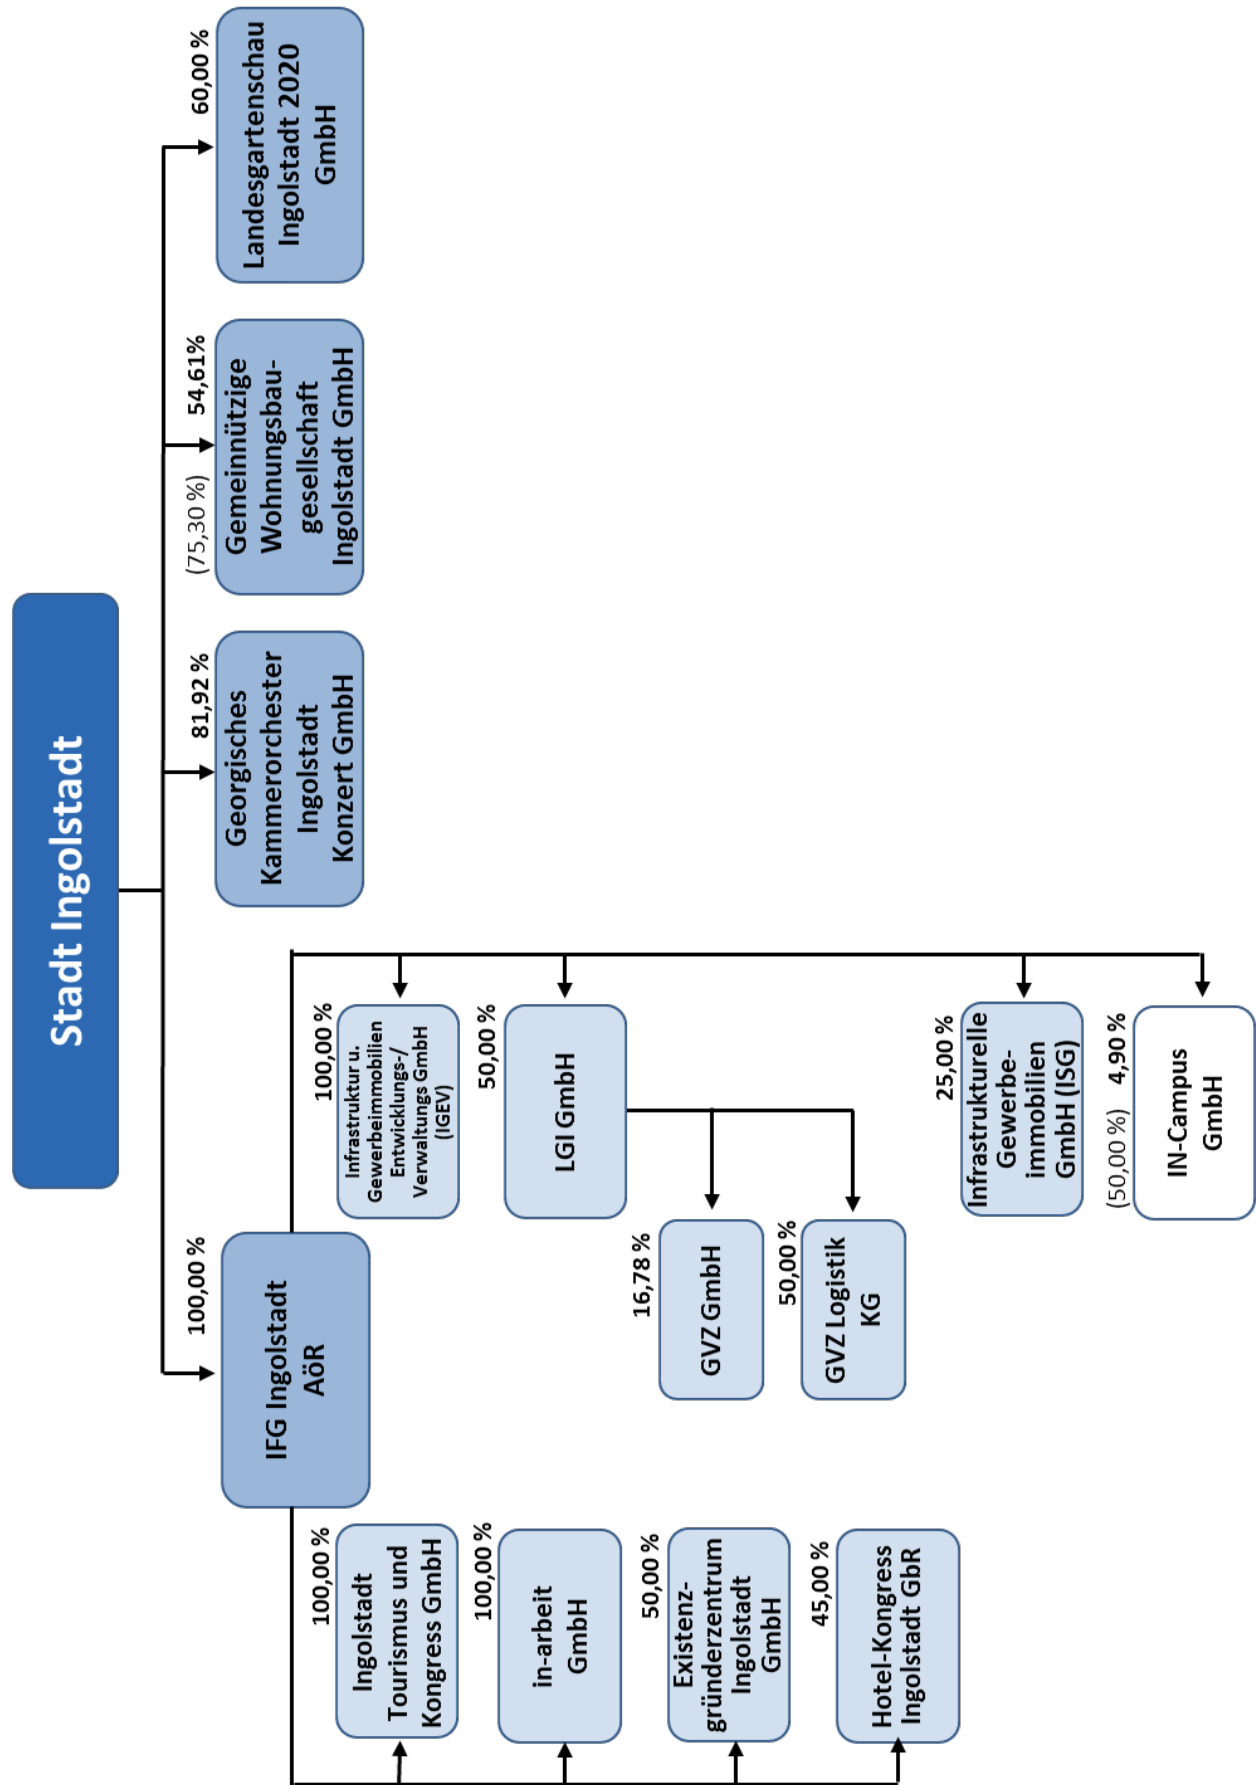 Stadt Ingolstadt
100,00 %
IFG Ingolstadt
AöR
81,92 %
Georgisches
Kammerorchester
Ingolstadt
Konzert GmbH
(75,30 %)
54,61%
Gemeinnützige
Wohnungsbau-
gesellschaft
Ingolstadt GmbH
60,00 %
Landesgartenschau
Ingolstadt 2020
GmbH
100,00 %
Ingolstadt
Tourismus und
Kongress GmbH
100,00 %
in-arbeit
GmbH
50,00 %
Existenz-
gründerzentrum
Ingolstadt
GmbH
45,00 %
Hotel-Kongress
Ingolstadt GbR
100,00 %
Infrastruktur u.
Gewerbeimmobilien
Entwicklungs-/
Verwaltungs GmbH
(IGEV)
50,00 %
LGI GmbH
16,78 %
GVZ GmbH
50,00 %
GVZ Logistik
KG
25,00 %
Infrastrukturelle
Gewerbe-
immobilien
GmbH (ISG)
(50,00 %)
4,90 %
IN-Campus
GmbH